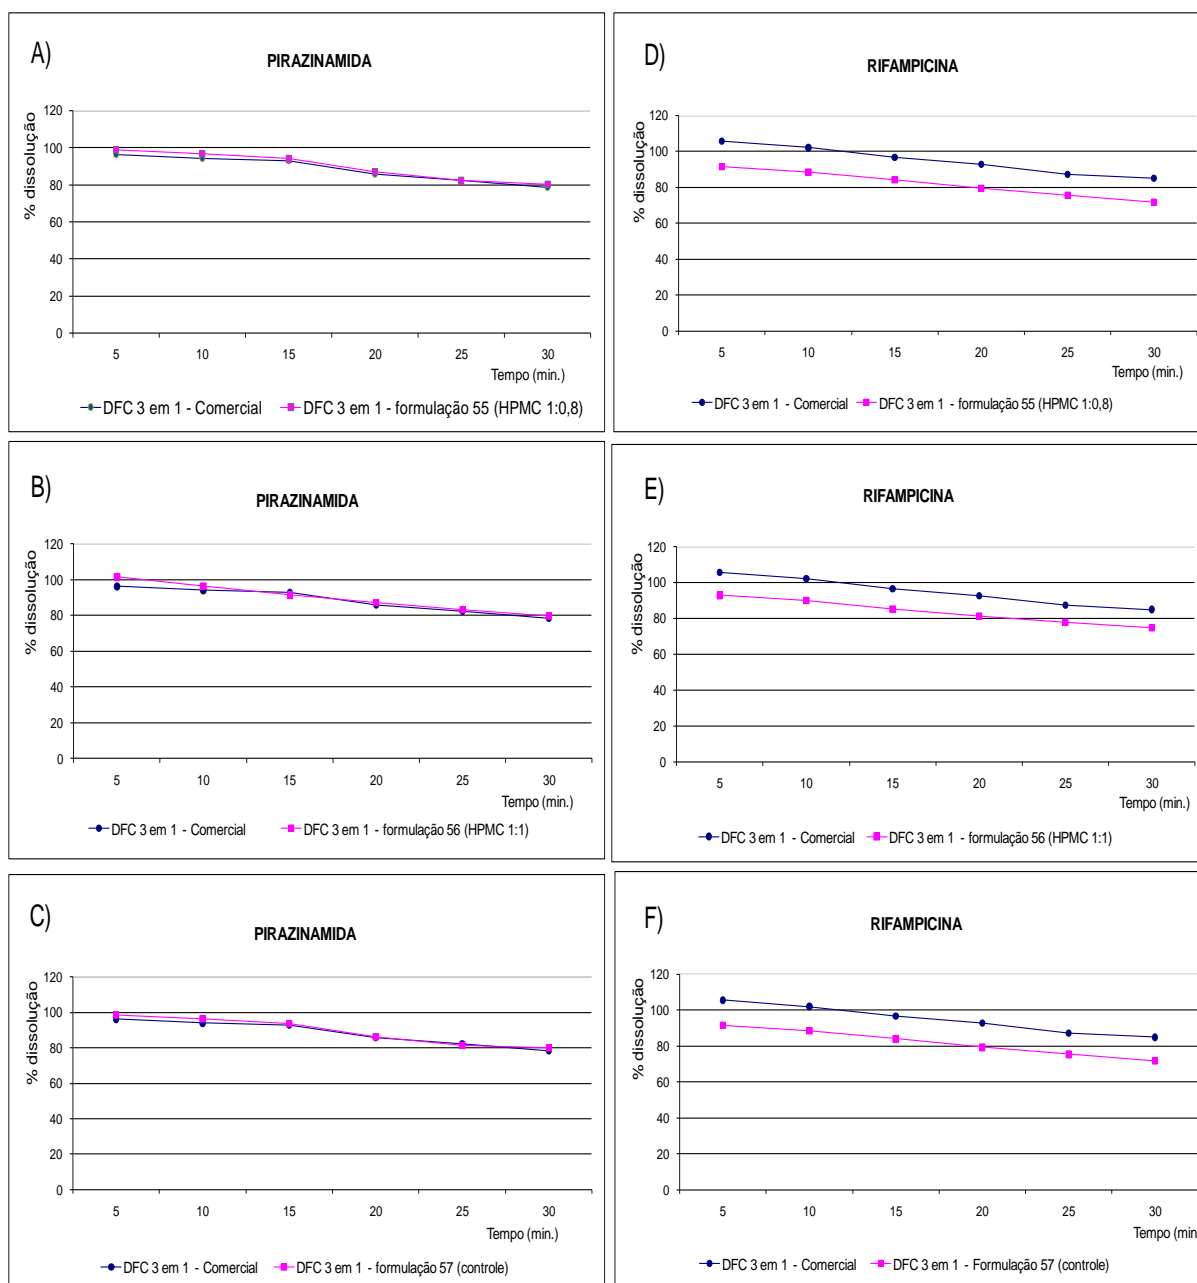 A)
PIRAZINAMIDA
% dissolução
120
100
80
60
40
20
0
5 10 15 20 25 30
Tempo (min.)
DFC 3 em 1 - Comercial DFC 3 em 1 - formulação 55 (HPMC 1:0,8)
D)
RIFAMPICINA
% dissolução
120
100
80
60
40
20
0
5 10 15 20 25 30
Tempo (min.)
DFC 3 em 1 - Comercial DFC 3 em 1 - formulação 55 (HPMC 1:0,8)
B)
PIRAZINAMIDA
% dissolução
120
100
80
60
40
20
0
5 10 15 20 25 30
Tempo (min.)
DFC 3 em 1 - Comercial DFC 3 em 1 - formulação 56 (HPMC 1:1)
E)
RIFAMPICINA
% dissolução
120
100
80
60
40
20
0
5 10 15 20 25 30
Tempo (min.)
DFC 3 em 1 - Comercial DFC 3 em 1 - formulação 56 (HPMC 1:1)
C)
PIRAZINAMIDA
% dissolução
120
100
80
60
40
20
0
5 10 15 20 25 30
Tempo (min.)
DFC 3 em 1 - Comercial DFC 3 em 1 - formulação 57 (controle)
F)
RIFAMPICINA
% dissolução
120
100
80
60
40
20
0
5 10 15 20 25 30
Tempo (min.
DFC 3 em 1 - Comercial DFC 3 em 1 - Formulação 57 (controle)